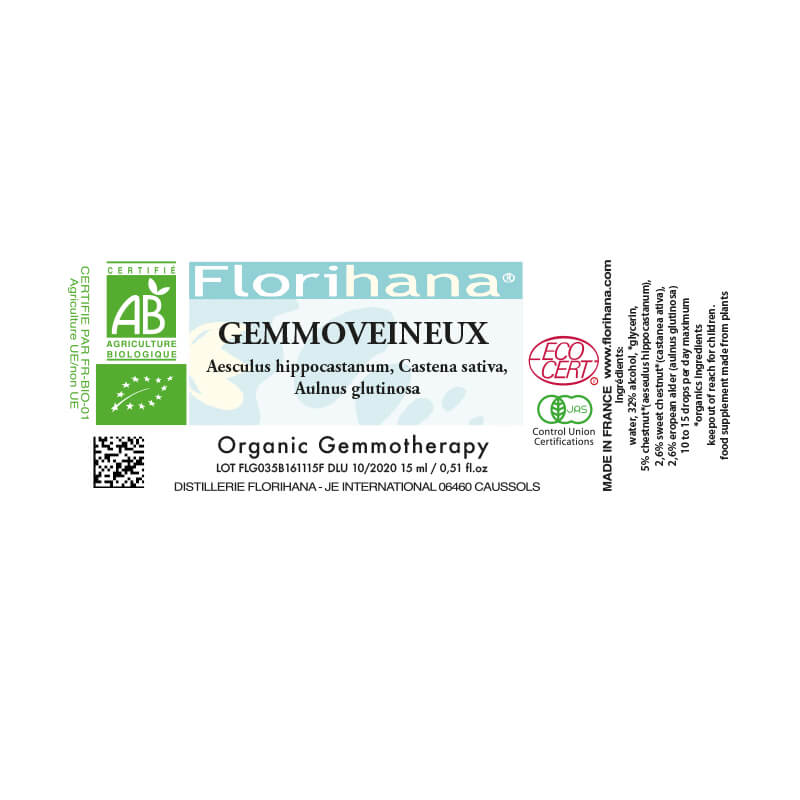 CERTIFIE PAR FR-BIO-01
Agriculture UE/non UE
CERTIFIÉ
AB
AGRICULTURE
BIOLOGIQUE
Florihana®
GEMMOVEINEUX
Aesculus hippocastanum, Castena sativa,
Aulnus glutinosa
Organic Gemmotherapy
LOT FLG035B161115F DLU 10/2020 15 ml / 0,51 fl.oz
DISTILLERIE FLORIHANA - JE INTERNATIONAL 06460 CAUSSOLS
ECO
CERT®
JAS
Control Union
Certifications
MADE IN FRANCE www.florihana.com
Ingrédients:
water, 32% alcohol, *glycerin,
5% chestnut*(aeseulus hippocastanum),
2,6% sweet chestnut*(castanea ativa),
2,6% eropean alder (aulnus glutinosa)
10 to 15 drops per day maximum
*organics ingredients
keepout of reach for children.
food supplement made from plants